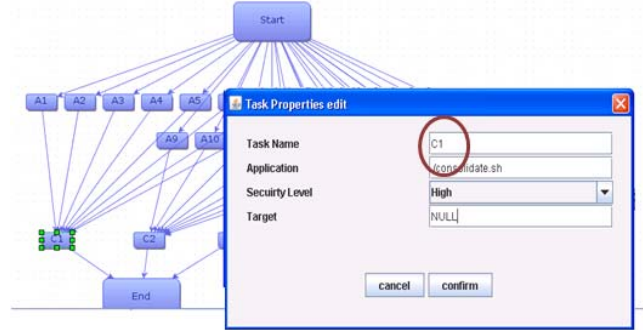 Start
A1 A2 A3 A4 A5
Task Properties edit
Task Name C1
A9 A10
Application ./consolidate.sh
Secuirty Level High
Target NULL
C1 C2
cancel confirm
End